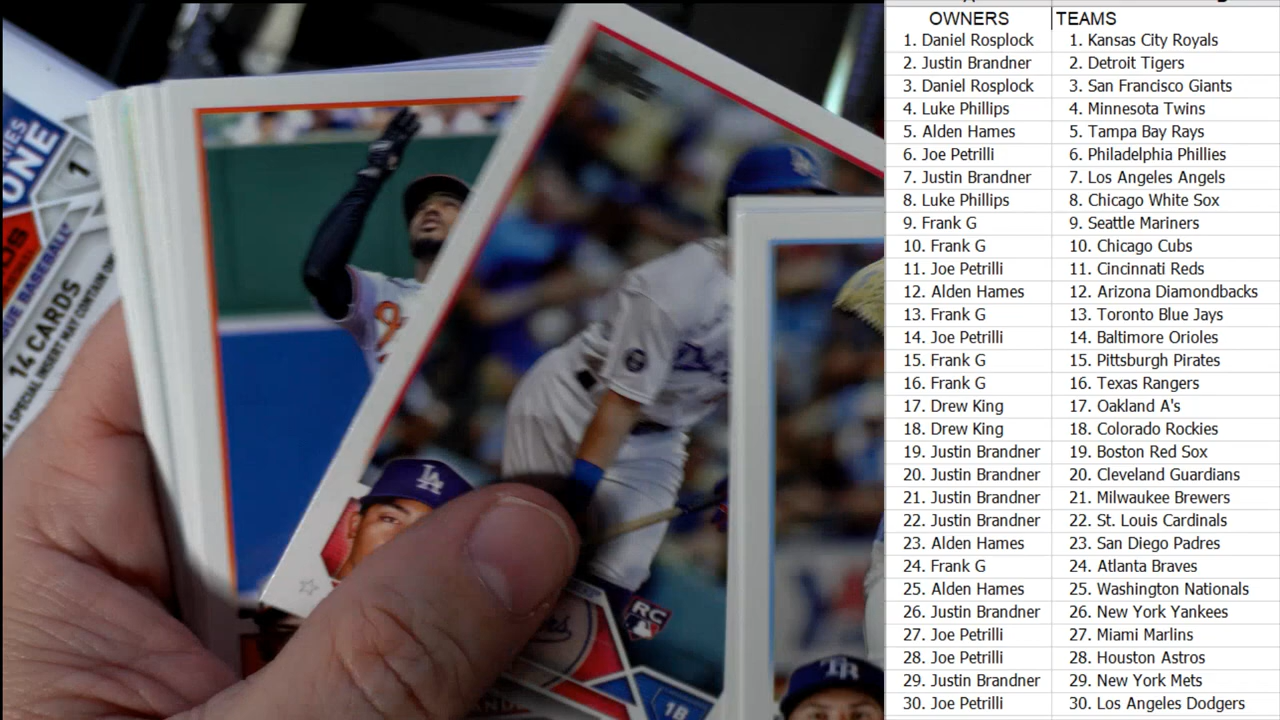 OWNERS TEAMS
1. Daniel Rosplock 1. Kansas City Royals
2. Justin Brandner 2. Detroit Tigers
3. Daniel Rosplock 3. San Francisco Giants
4. Luke Phillips 4. Minnesota Twins
5. Alden Hames 5. Tampa Bay Rays
6. Joe Petrilli 6. Philadelphia Phillies
7. Justin Brandner 7. Los Angeles Angels
8. Luke Phillips 8. Chicago White Sox
9. Frank G 9. Seattle Mariners
10. Frank G 10. Chicago Cubs
11. Joe Petrilli 11. Cincinnati Reds
12. Alden Hames 12. Arizona Diamondbacks
13. Frank G 13. Toronto Blue Jays
14. Joe Petrilli 14. Baltimore Orioles
15. Frank G 15. Pittsburgh Pirates
16. Frank G 16. Texas Rangers
17. Drew King 17. Oakland A's
18. Drew King 18. Colorado Rockies
19. Justin Brandner 19. Boston Red Sox
20. Justin Brandner 20. Cleveland Guardians
21. Justin Brandner 21. Milwaukee Brewers
22. Justin Brandner 22. St. Louis Cardinals
23. Alden Hames 23. San Diego Padres
24. Frank G 24. Atlanta Braves
25. Alden Hames 25. Washington Nationals
26. Justin Brandner 26. New York Yankees
27. Joe Petrilli 27. Miami Marlins
28. Joe Petrilli 28. Houston Astros
29. Justin Brandner 29. New York Mets
30. Joe Petrilli 30. Los Angeles Dodgers
ONE
1
BASEBALL
14 CARDS
SPECIAL INSERT MAY CONTAIN
LA
RC
1B
TB